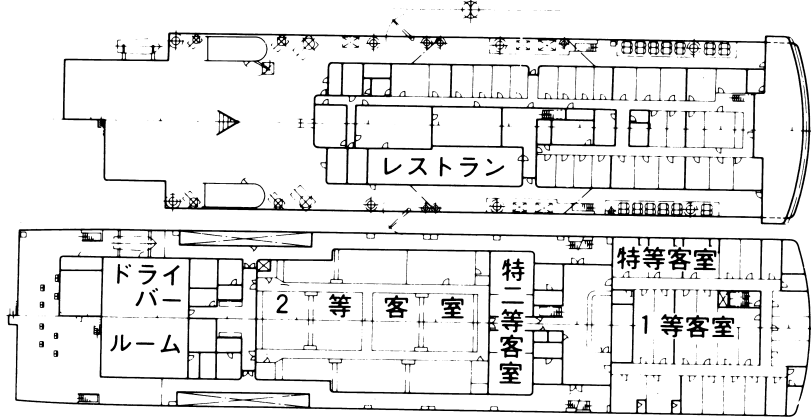 レストラン
ドライバー
ルーム
2等客室
特二等客室
特等客室
1等客室